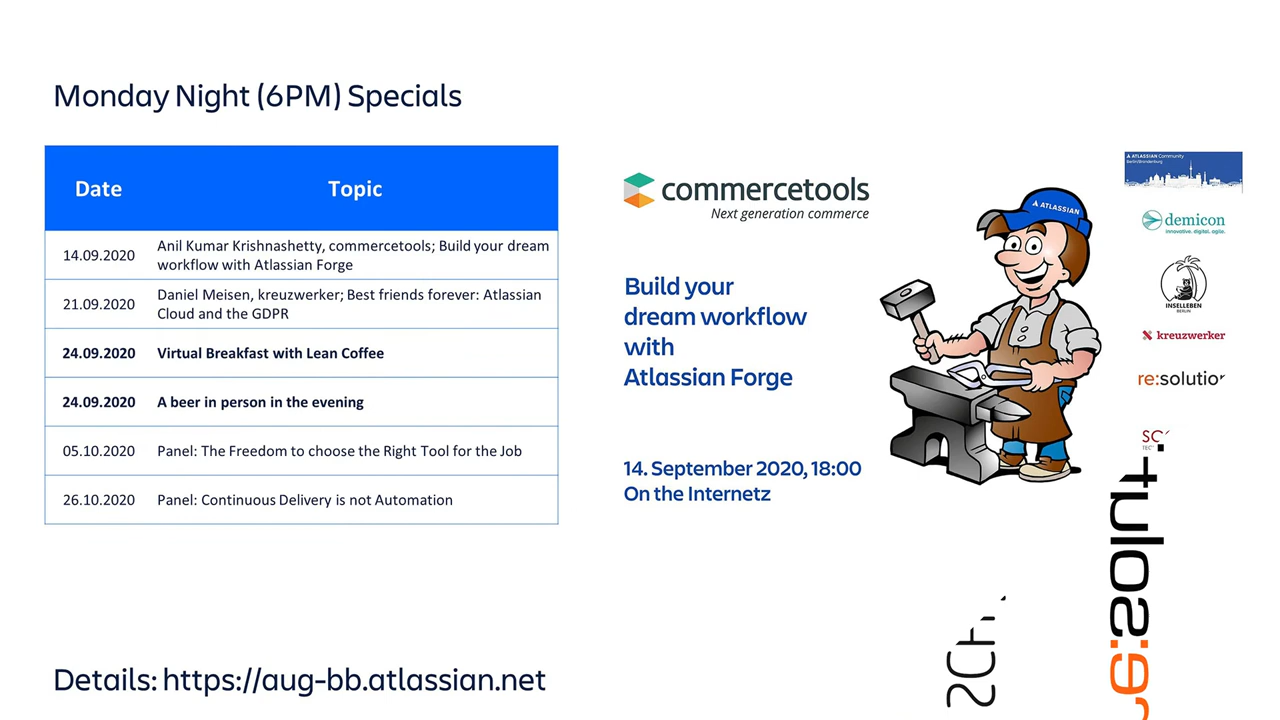 Monday Night (6PM) Specials
Date Topic
14.09.2020 Anil Kumar Krishnashetty, commercetools; Build your dream
workflow with Atlassian Forge
21.09.2020 Daniel Meisen, kreuzwerker; Best friends forever: Atlassian
Cloud and the GDPR
24.09.2020 Virtual Breakfast with Lean Coffee
24.09.2020 A beer in person in the evening
05.10.2020 Panel: The Freedom to choose the Right Tool for the Job
26.10.2020 Panel: Continuous Delivery is not Automation
Details: https://aug-bb.atlassian.net
commercetools
Next generation commerce
Build your
dream workflow
with
Atlassian Forge
14. September 2020, 18:00
On the Internetz
ATLASSIAN
ATLASSIAN Community
Berlin/Brandenburg
demicon
innovative. digital. agile.
INSELLEBEN
BERLIN
kreuzwerker
re:solution